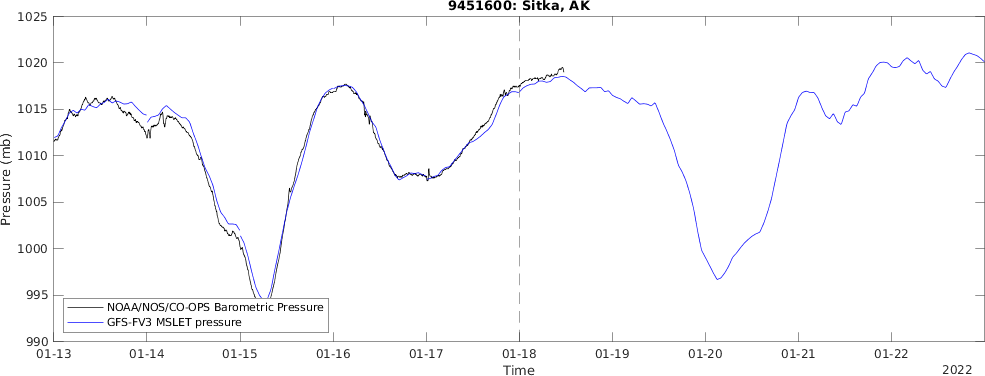 9451600: Sitka, AK
1025
1020
1015
1010
1005
1000
995
990
Pressure (mb)
NOAA/NOS/CO-OPS Barometric Pressure
GFS-FV3 MSLET pressure
01-13 01-14 01-15 01-16 01-17 01-18 01-19 01-20 01-21 01-22
Time
2022